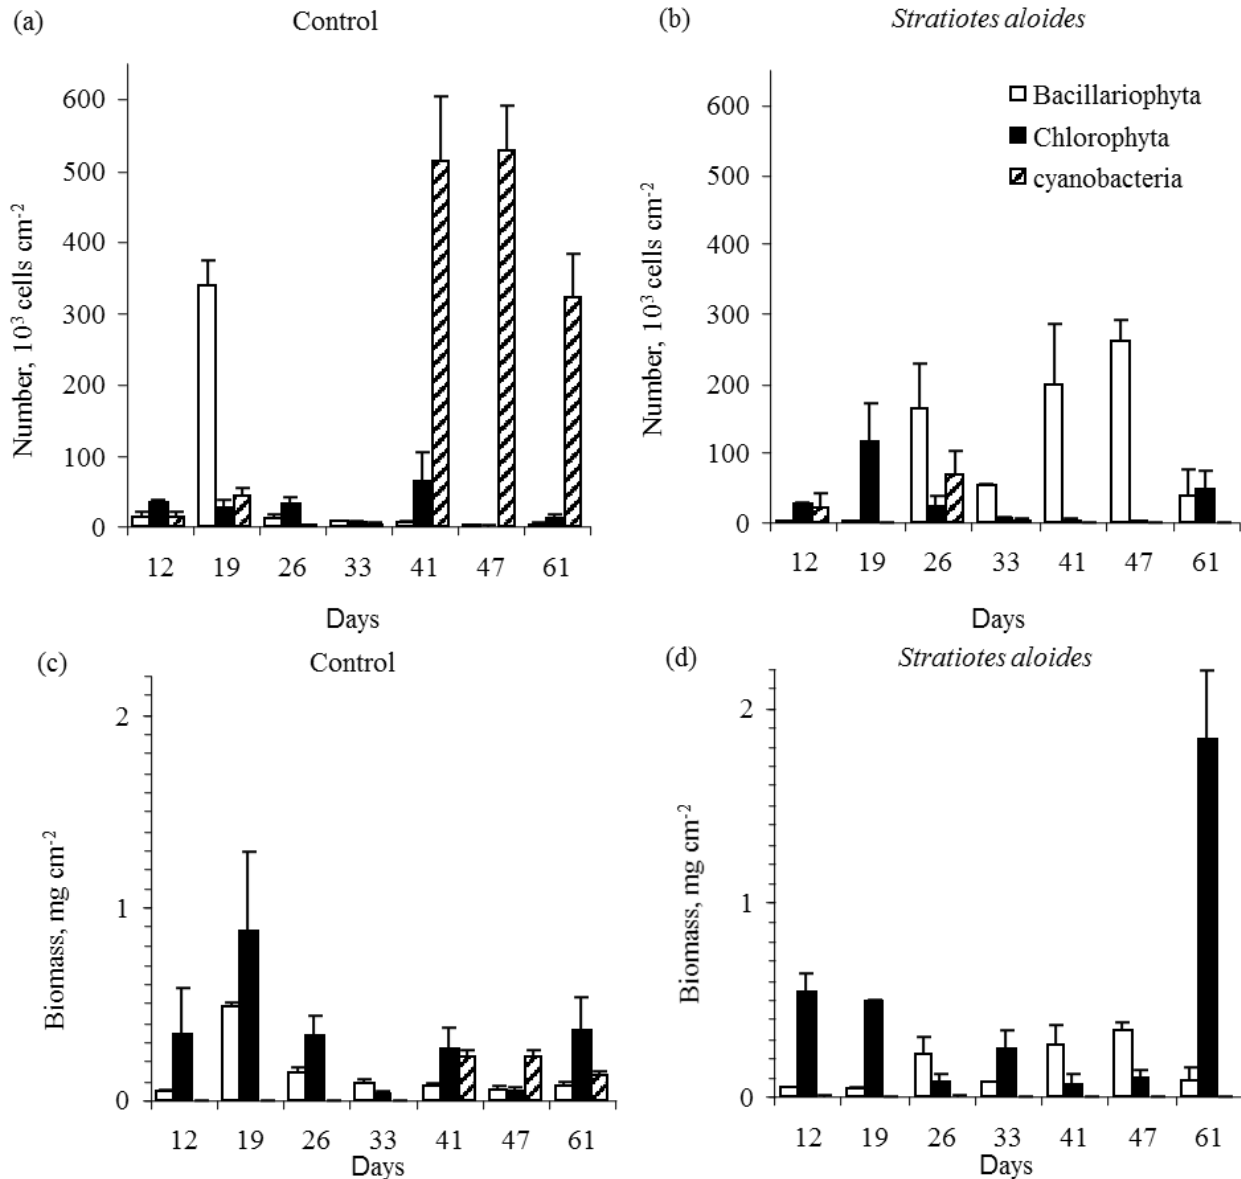 (a)
Control
Number, 10³ cells cm⁻²
600
500
400
300
200
100
0
12 19 26 33 41 47 61
Days
(b)
Stratiotes aloides
Number, 10³ cells cm⁻²
600
500
400
300
200
100
0
Bacillariophyta
Chlorophyta
cyanobacteria
12 19 26 33 41 47 61
Days
(c)
Control
Biomass, mg cm⁻²
2
1
0
12 19 26 33 41 47 61
Days
(d)
Stratiotes aloides
Biomass, mg cm⁻²
2
1
0
12 19 26 33 41 47 61
Days